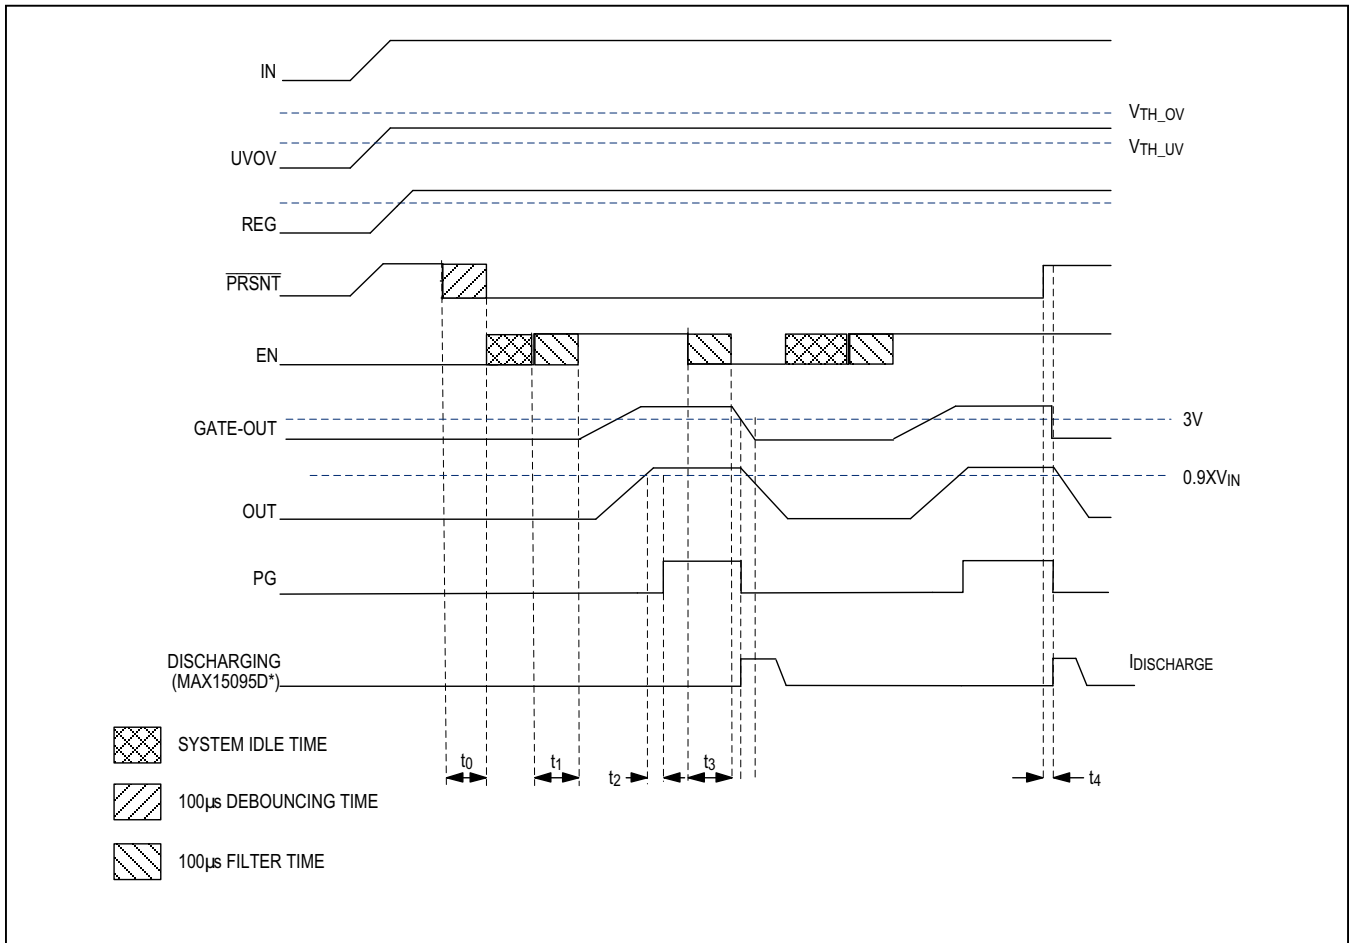 IN
VTH_OV
UVOV
VTH_UV
REG
PRSNT
EN
GATE-OUT
3V
0.9XVIN
OUT
PG
DISCHARGING
(MAX15095D*)
IDISCHARGE
SYSTEM IDLE TIME
t0
t1
t2
t3
t4
100µs DEBOUNCING TIME
100µs FILTER TIME